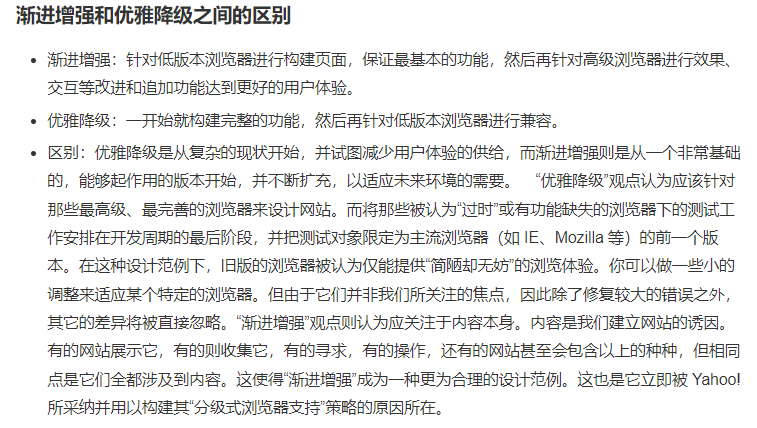 渐进增强和优雅降级之间的区别
渐进增强：针对低版本浏览器进行构建页面，保证最基本的功能，然后再针对高级浏览器进行效果、
交互等改进和追加功能达到更好的用户体验。
优雅降级：一开始就构建完整的功能，然后再针对低版本浏览器进行兼容。
区别：优雅降级是从复杂的现状开始，并试图减少用户体验的供给，而渐进增强则是从一个非常基础
的，能够起作用的版本开始，并不断扩充，以适应未来环境的需要。 “优雅降级”观点认为应该针对
那些最高级、最完善的浏览器来设计网站。而将那些被认为“过时”或有功能缺失的浏览器下的测试工
作安排在开发周期的最后阶段，并把测试对象限定为主流浏览器（如 IE、Mozilla 等）的前一个版
本。在这种设计范例下，旧版的浏览器被认为仅能提供“简陋却无妨”的浏览体验。你可以做一些小的
调整来适应某个特定的浏览器。但由于它们并非我们所关注的焦点，因此除了修复较大的错误之外，
其它的差异将被直接忽略。“渐进增强”观点则认为应关注于内容本身。内容是我们建立网站的诱因。
有的网站展示它，有的则收集它，有的寻求，有的操作，还有的网站甚至会包含以上的种种，但相同
点是它们全都涉及到内容。这使得“渐进增强”成为一种更为合理的设计范例。这也是它立即被 Yahoo!
所采纳并用以构建其“分级式浏览器支持”策略的原因所在。